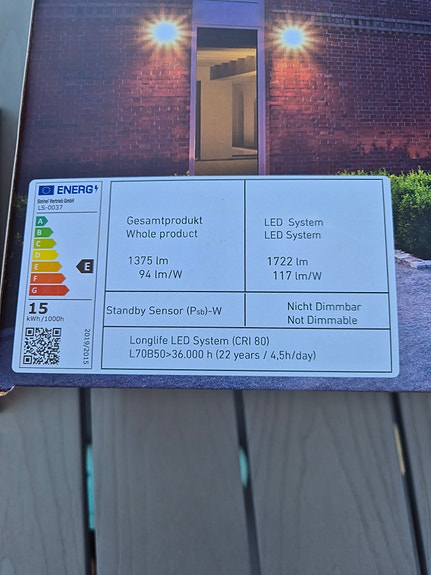 ENERG
Steinel Vertrieb GmbH
LS-0037
A
B
C
D
E
F
G
E
15
kWh/1000h
2019/2015
Gesamtprodukt
Whole product
1375 lm
94 lm/W
LED System
LED System
1722 lm
117 lm/W
Standby Sensor (Psb)-W
Nicht Dimmbar
Not Dimmable
Longlife LED System (CRI 80)
L70B50>36.000 h (22 years / 4,5h/day)